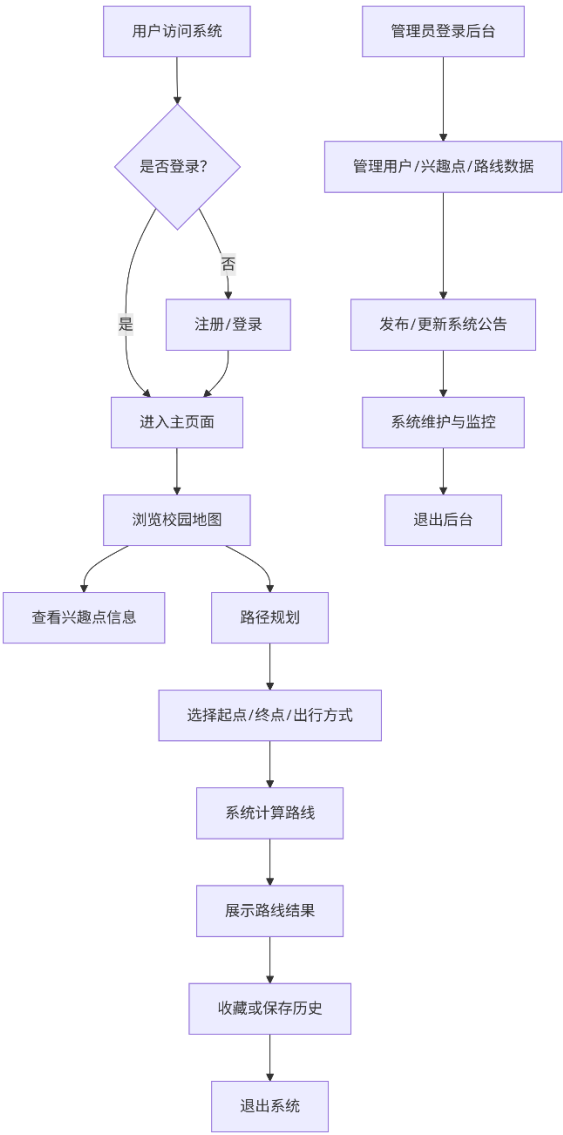 用户访问系统
管理员登录后台
是否登录？
管理用户/兴趣点/路线数据
否
是
注册/登录
发布/更新系统公告
进入主页面
系统维护与监控
浏览校园地图
退出后台
查看兴趣点信息
路径规划
选择起点/终点/出行方式
系统计算路线
展示路线结果
收藏或保存历史
退出系统